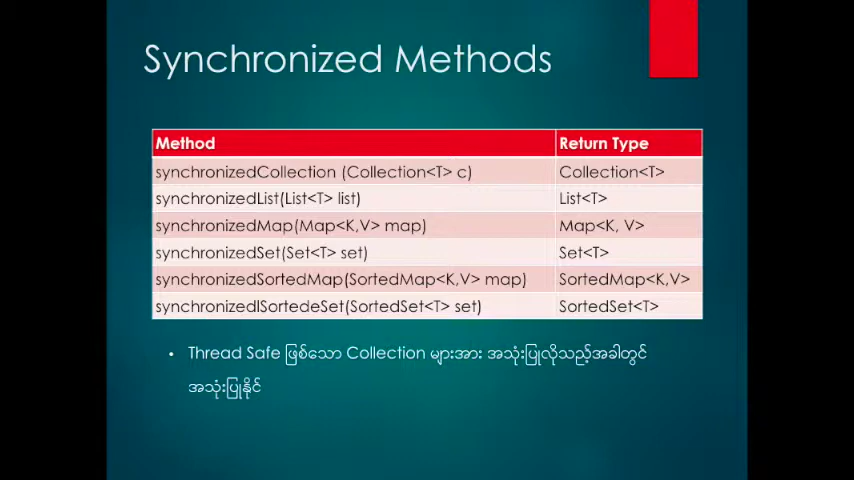 Synchronized Methods
Method Return Type
synchronizedCollection (Collection<T> c) Collection<T>
synchronizedList(List<T> list) List<T>
synchronizedMap(Map<K,V> map) Map<K, V>
synchronizedSet(Set<T> set) Set<T>
synchronizedSortedMap(SortedMap<K,V> map) SortedMap<K,V>
synchronizedISortedeSet(SortedSet<T> set) SortedSet<T>
• Thread Safe ဖြစ်သော Collection များအား အသုံးပြုလိုသည့်အခါတွင်
အသုံးပြုနိုင်